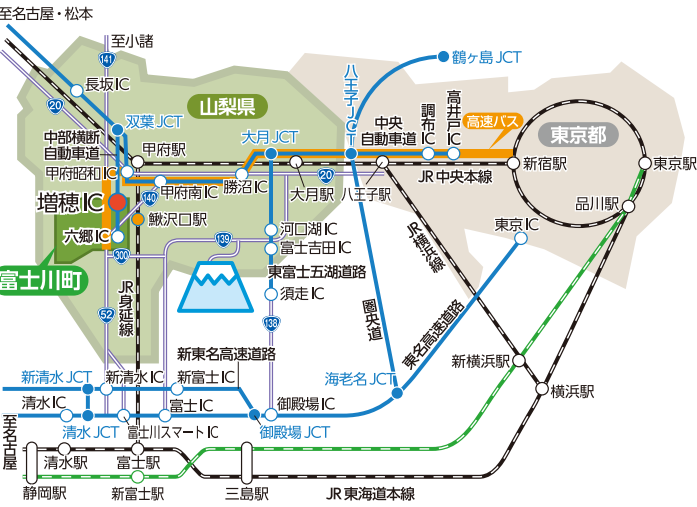 至名古屋・松本
至小諸
141
長坂IC
20
双葉JCT
山梨県
鶴ヶ島JCT
八王子JCT
中央
自動車道
調布IC
高井戸IC
高速バス
東京都
中部横断
自動車道
甲府駅
大月JCT
甲府昭和IC
甲府南IC
勝沼IC
20
大月駅
八王子駅
JR中央本線
新宿駅
東京駅
増穂IC
140
鰍沢口駅
品川駅
六郷IC
300
139
河口湖IC
富士吉田IC
JR横浜線
東京IC
富士川町
東富士五湖道路
須走IC
JR身延線
52
138
圏央道
東名高速道路
新東名高速道路
新横浜駅
新清水JCT
新清水IC
新富士IC
海老名JCT
横浜駅
清水IC
富士IC
御殿場IC
至名古屋
清水JCT
富士川スマートIC
御殿場JCT
清水駅
富士駅
静岡駅
新富士駅
三島駅
JR東海道本線